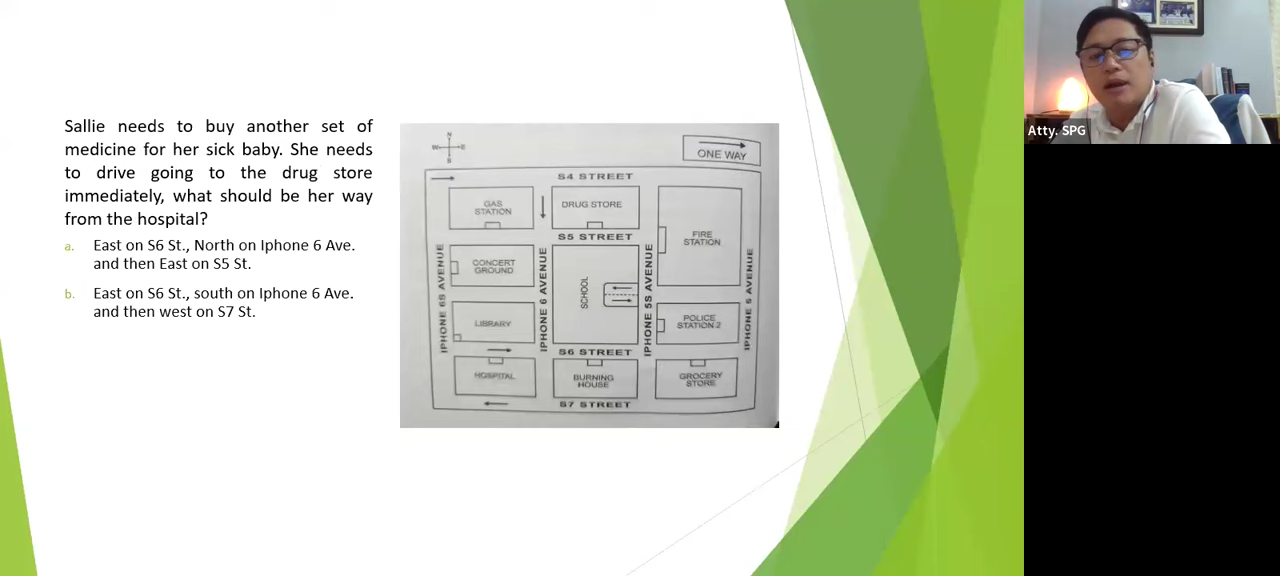 Sallie needs to buy another set of
medicine for her sick baby. She needs
to drive going to the drug store
immediately, what should be her way
from the hospital?
a. East on S6 St., North on Iphone 6 Ave.
and then East on S5 St.
b. East on S6 St., south on Iphone 6 Ave.
and then west on S7 St.
N
W
E
S
ONE WAY
S4 STREET
GAS
STATION
DRUG STORE
FIRE
STATION
S5 STREET
IPHONE 6S AVENUE
CONCERT
GROUND
IPHONE 6 AVENUE
SCHOOL
IPHONE 5S AVENUE
IPHONE 5 AVENUE
LIBRARY
POLICE
STATION 2
S6 STREET
HOSPITAL
BURNING
HOUSE
GROCERY
STORE
S7 STREET
Atty. SPG